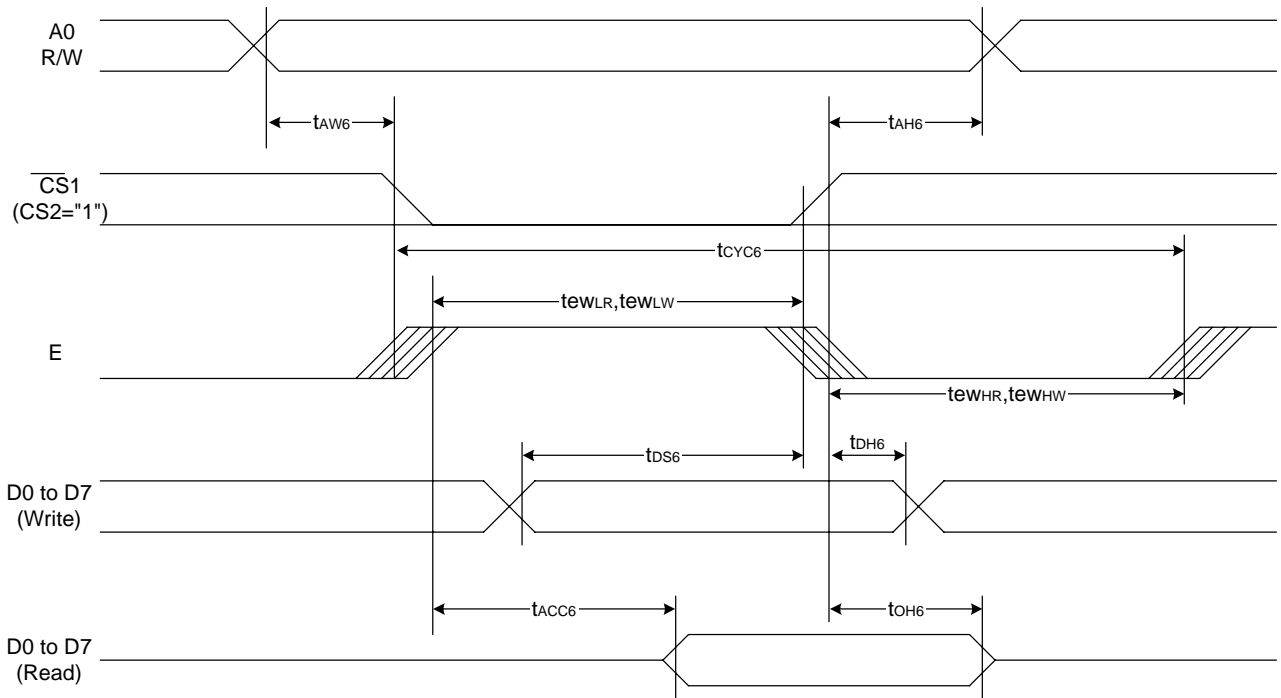 A0
R/W
tAW6
tAH6
CS1
(CS2="1")
tCYC6
tewLR,tewLW
E
tewHR,tewHW
tDS6
tDH6
D0 to D7
(Write)
tACC6
tOH6
D0 to D7
(Read)